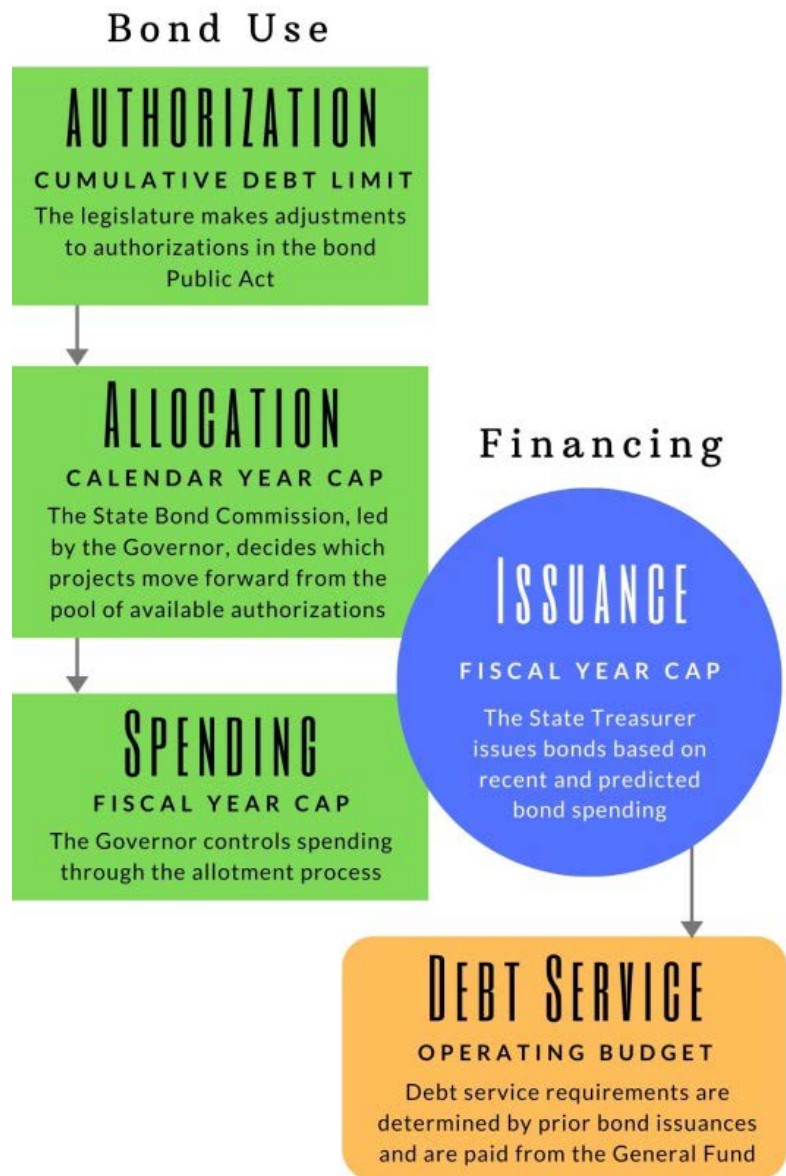 Bond Use
AUTHORIZATION
CUMULATIVE DEBT LIMIT
The legislature makes adjustments
to authorizations in the bond
Public Act
ALLOCATION
CALENDAR YEAR CAP
The State Bond Commission, led
by the Governor, decides which
projects move forward from the
pool of available authorizations
SPENDING
FISCAL YEAR CAP
The Governor controls spending
through the allotment process
Financing
ISSUANCE
FISCAL YEAR CAP
The State Treasurer
issues bonds based on
recent and predicted
bond spending
DEBT SERVICE
OPERATING BUDGET
Debt service requirements are
determined by prior bond issuances
and are paid from the General Fund